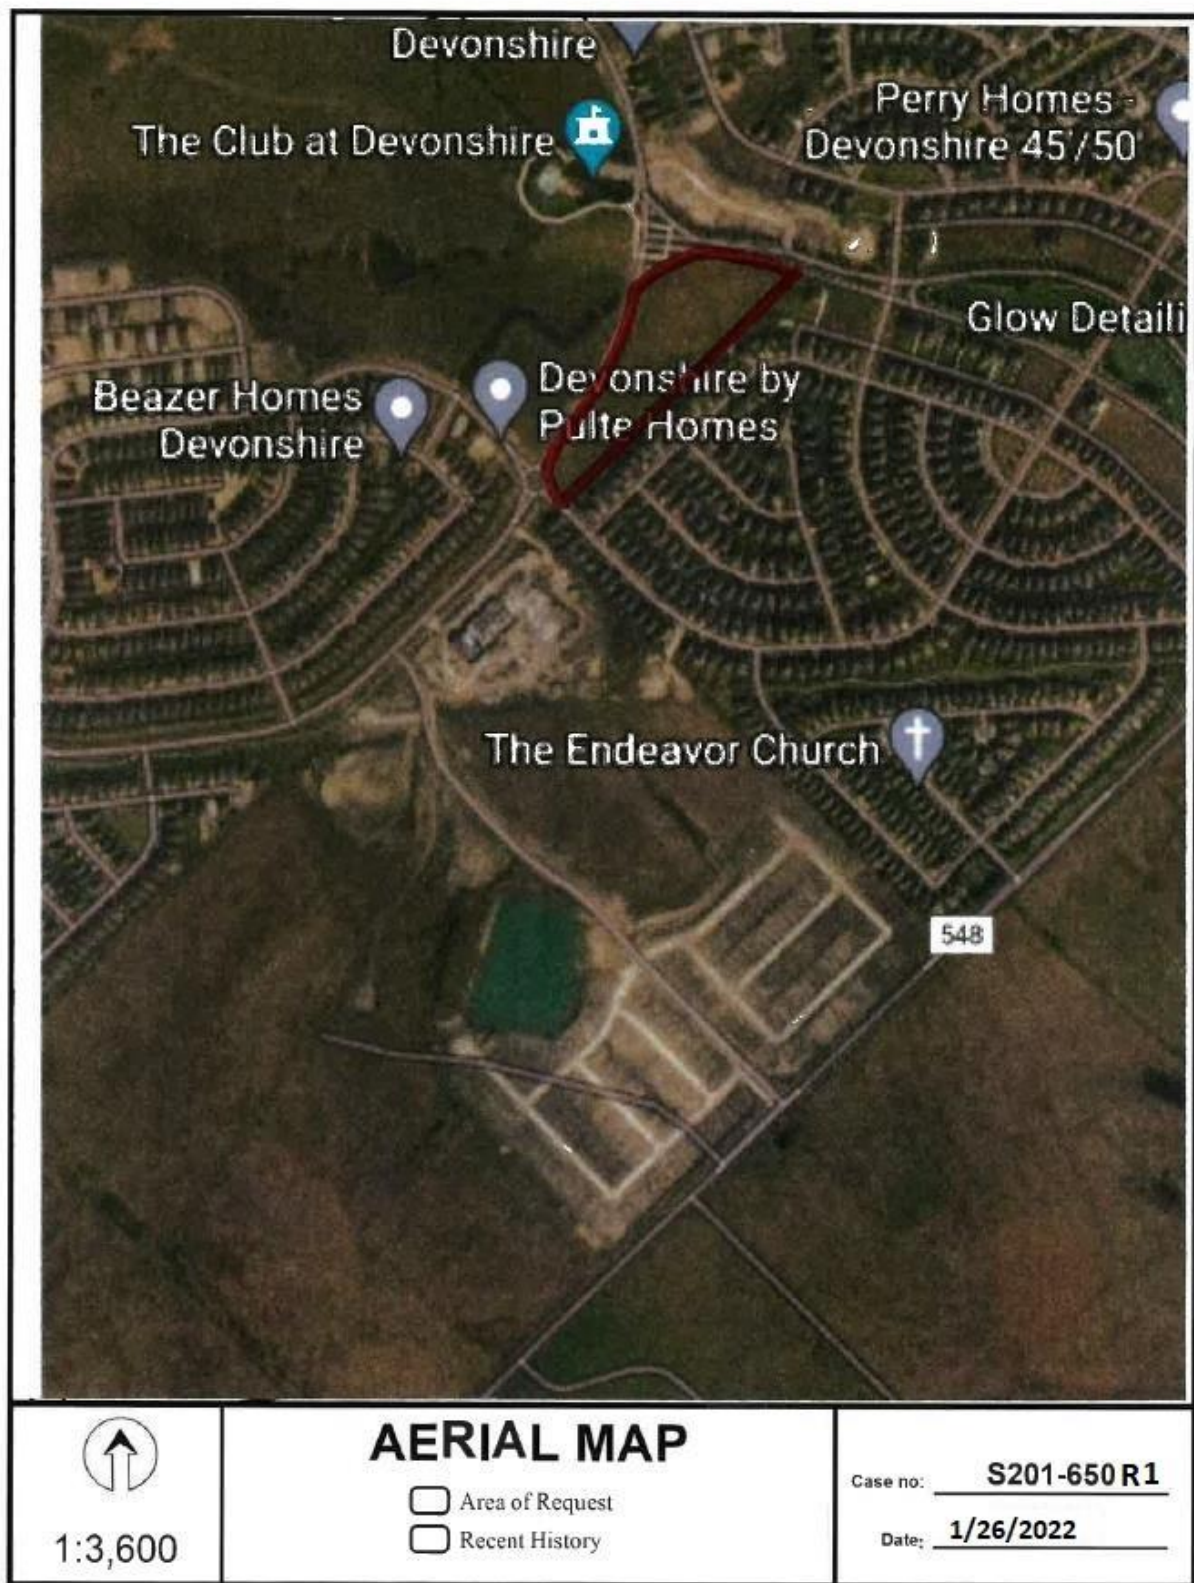 Devonshire
The Club at Devonshire
Perry Homes -
Devonshire 45'/50'
Glow Detaili
Beazer Homes
Devonshire
Devonshire by
Pulte Homes
The Endeavor Church
548
1:3,600
AERIAL MAP
Area of Request
Recent History
Case no: S201-650 R1
Date: 1/26/2022